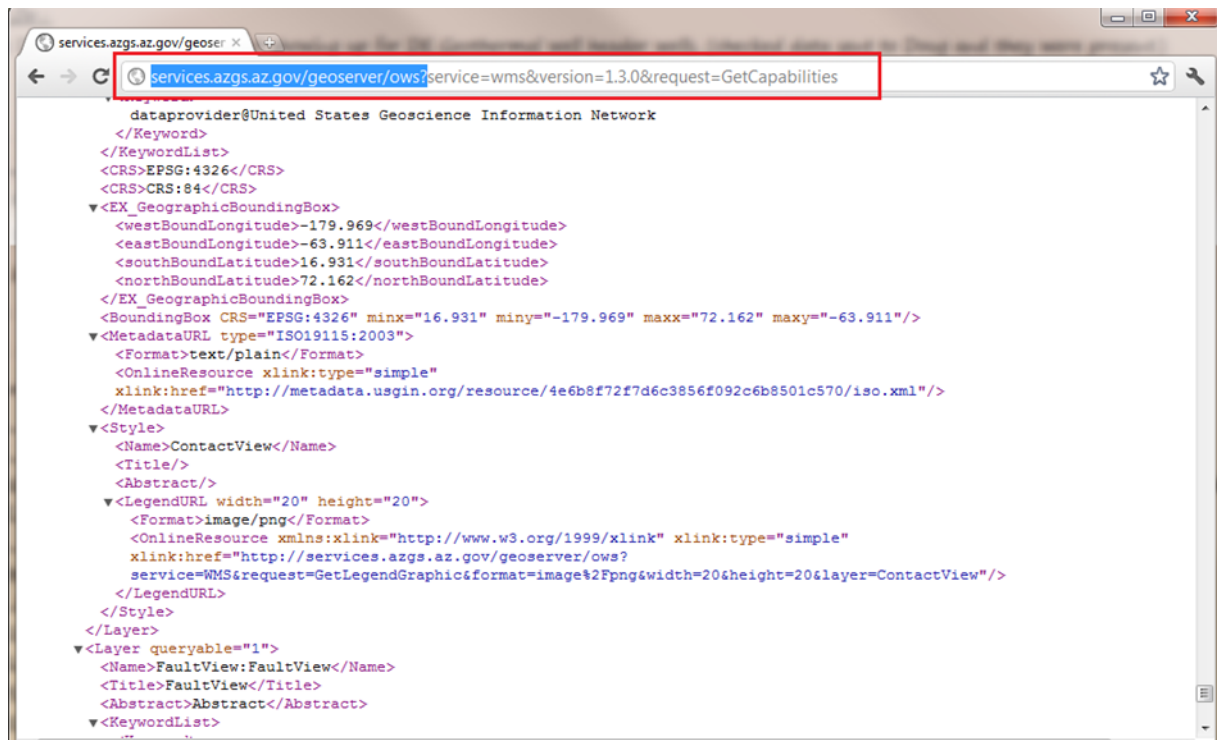 services.azgs.az.gov/geoser
services.azgs.az.gov/geoserver/ows?service=wms&version=1.3.0&request=GetCapabilities
dataprovider@United States Geoscience Information Network
</Keyword>
</KeywordList>
<CRS>EPSG:4326</CRS>
<CRS>CRS:84</CRS>
▼<EX_GeographicBoundingBox>
<westBoundLongitude>-179.969</westBoundLongitude>
<eastBoundLongitude>-63.911</eastBoundLongitude>
<southBoundLatitude>16.931</southBoundLatitude>
<northBoundLatitude>72.162</northBoundLatitude>
</EX_GeographicBoundingBox>
<BoundingBox CRS="EPSG:4326" minx="16.931" miny="-179.969" maxx="72.162" maxy="-63.911"/>
▼<MetadataURL type="ISO19115:2003">
<Format>text/plain</Format>
<OnlineResource xlink:type="simple"
xlink:href="http://metadata.usgin.org/resource/4e6b8f72f7d6c3856f092c6b8501c570/iso.xml"/>
</MetadataURL>
▼<Style>
<Name>ContactView</Name>
<Title/>
<Abstract/>
▼<LegendURL width="20" height="20">
<Format>image/png</Format>
<OnlineResource xmlns:xlink="http://www.w3.org/1999/xlink" xlink:type="simple"
xlink:href="http://services.azgs.az.gov/geoserver/ows?
service=WMS&request=GetLegendGraphic&format=image%2Fpng&width=20&height=20&layer=ContactView"/>
</LegendURL>
</Style>
</Layer>
▼<Layer queryable="1">
<Name>FaultView:FaultView</Name>
<Title>FaultView</Title>
<Abstract>Abstract</Abstract>
▼<KeywordList>